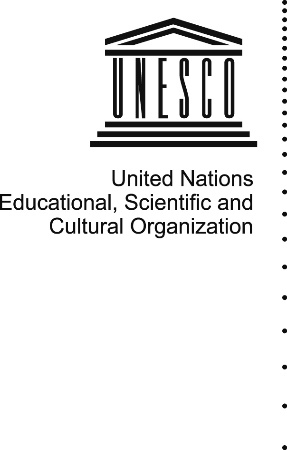 UNESCO
United Nations
Educational, Scientific and
Cultural Organization